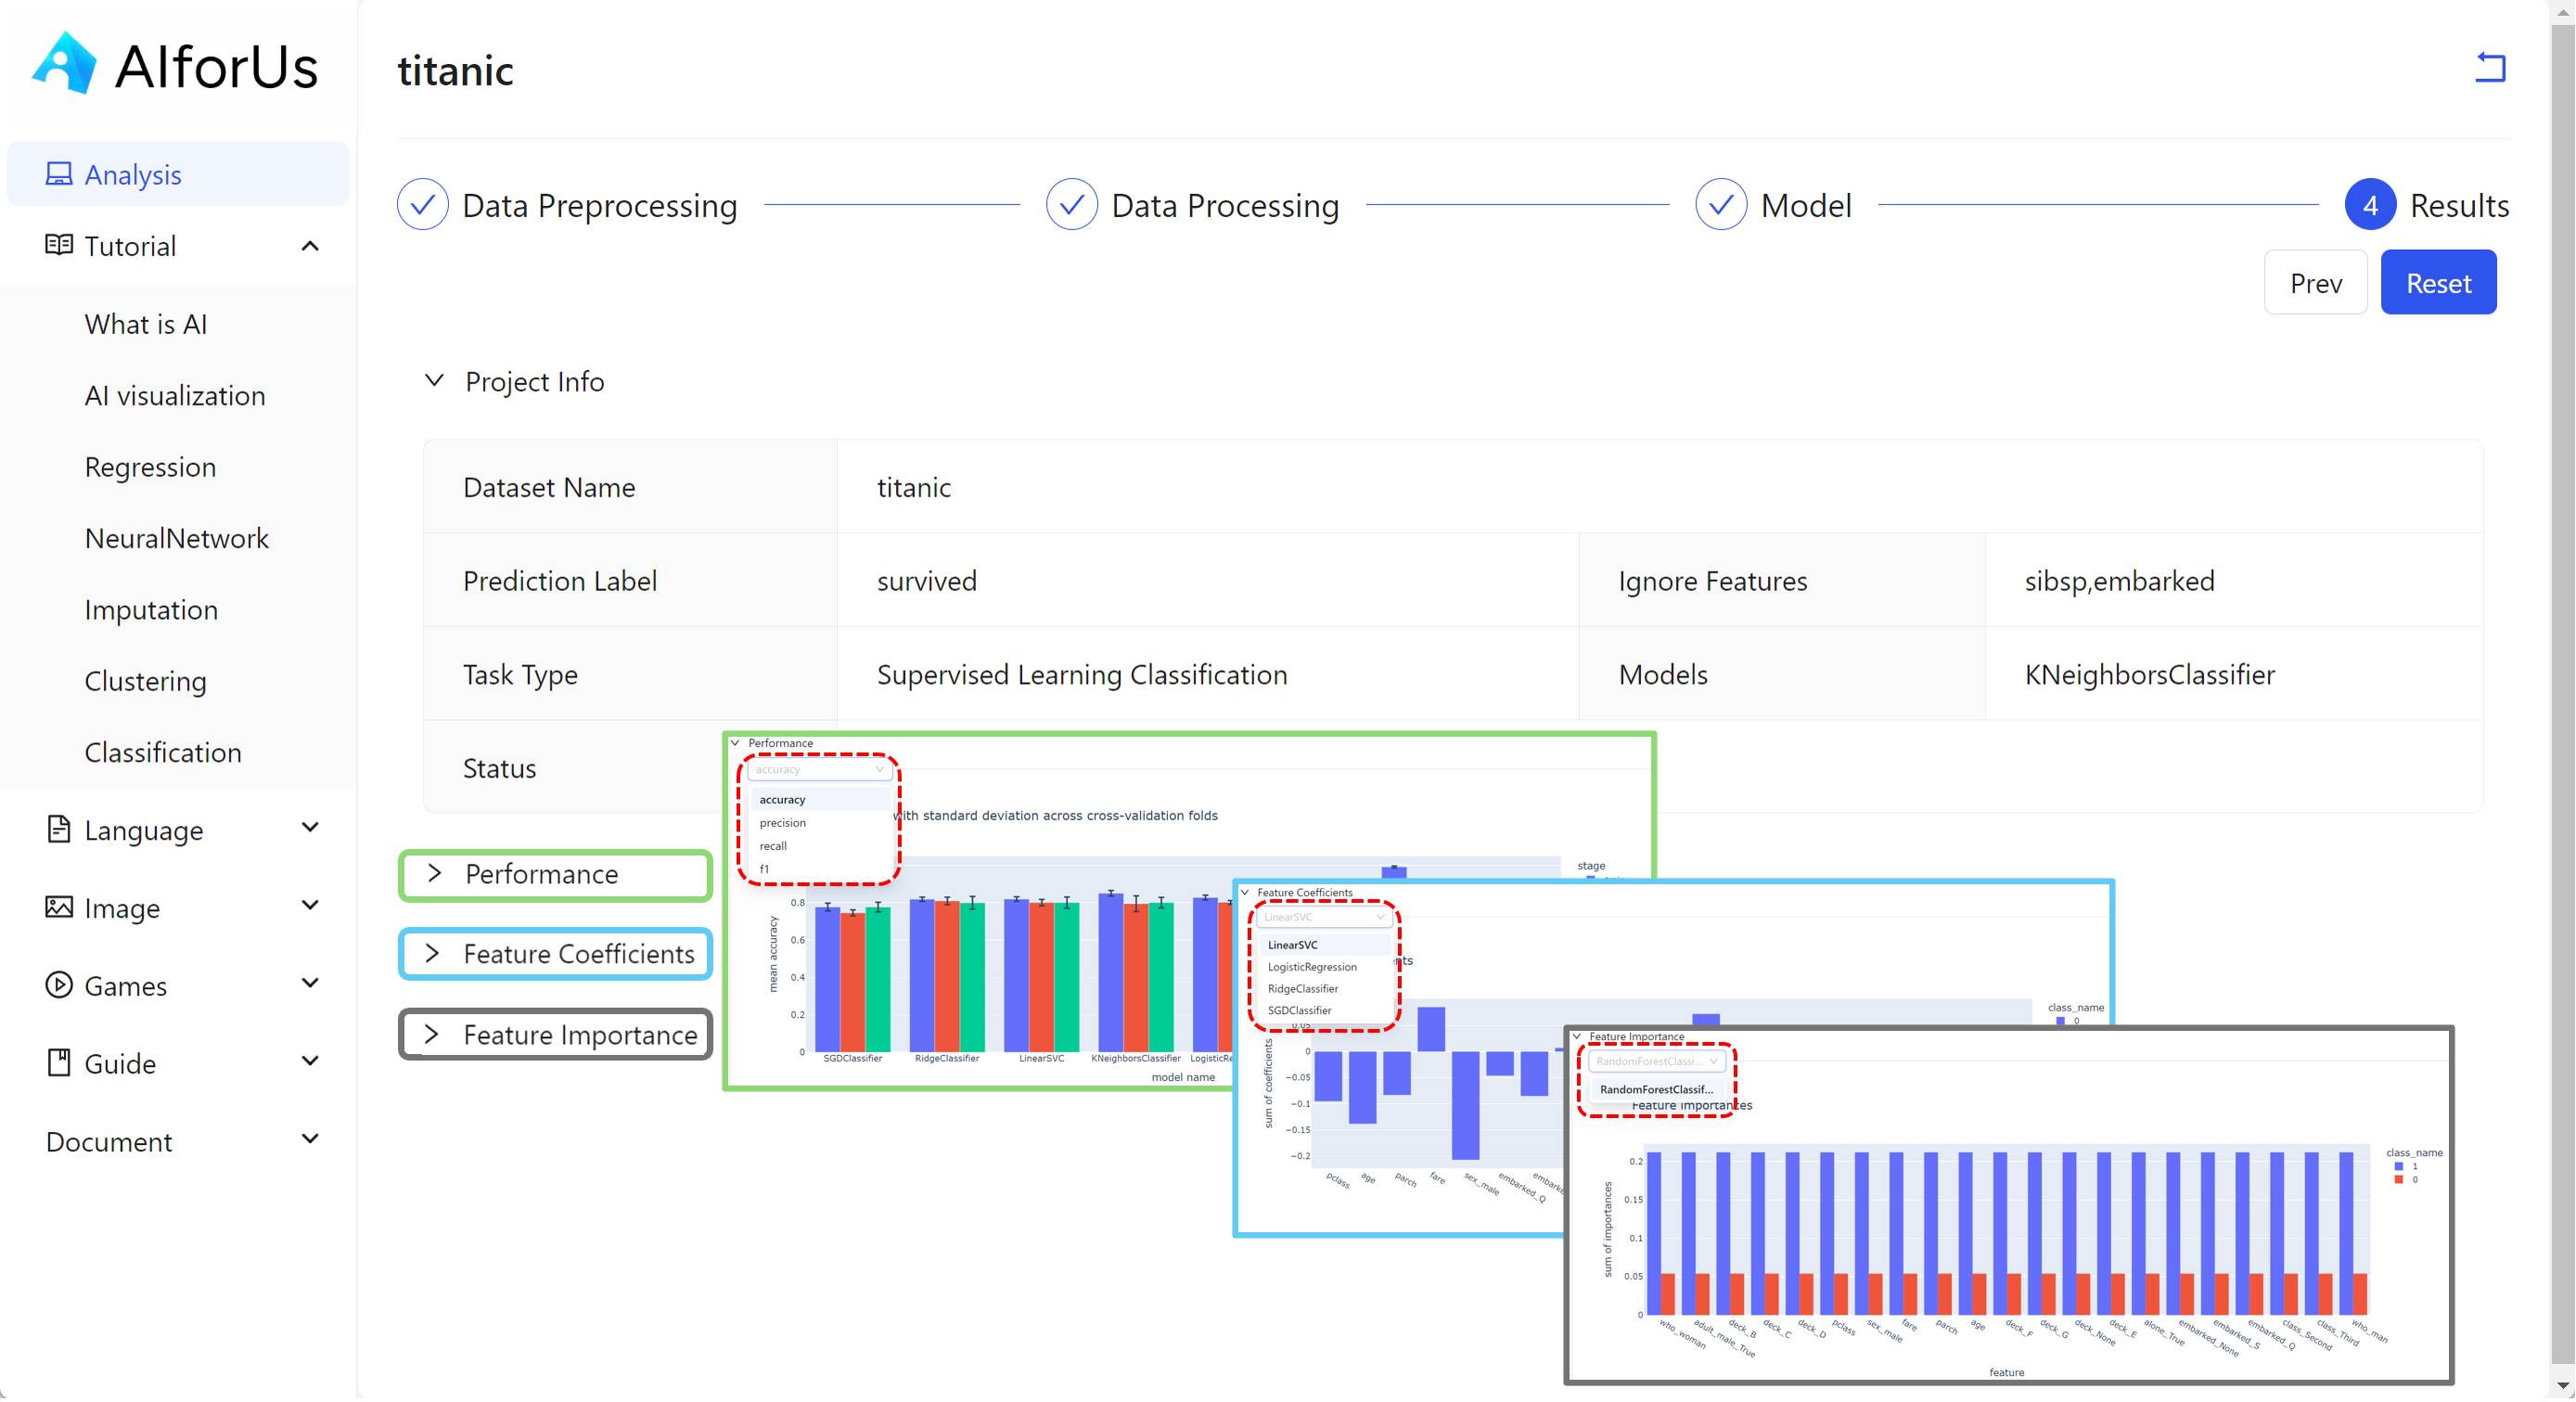 AIforUs
titanic
Analysis
Data Preprocessing
Data Processing
Model
4 Results
Tutorial
Prev Reset
What is AI
AI visualization
Regression
NeuralNetwork
Imputation
Clustering
Classification
Language
Image
Games
Guide
Document
Project Info
Dataset Name titanic
Prediction Label survived Ignore Features sibsp,embarked
Task Type Supervised Learning Classification Models KNeighborsClassifier
Status
Performance
Feature Coefficients
Feature Importance
Performance
accuracy
accuracy
precision
recall
f1
with standard deviation across cross-validation folds
stage
mean accuracy
0.8
0.6
0.4
0.2
0
SGDClassifier RidgeClassifier LinearSVC KNeighborsClassifier LogisticRe
model name
Feature Coefficients
LinearSVC
LinearSVC
LogisticRegression
RidgeClassifier
SGDClassifier
nts
class_name
0
sum of coefficients
0.05
0
−0.05
−0.1
−0.15
−0.2
pclass age parch fare sex_male embarked_Q embarke
Feature Importance
RandomForestClassi...
RandomForestClassif...
Feature importances
class_name
1
0
sum of importances
0.2
0.15
0.1
0.05
0
who_woman adult_male_True deck_B deck_C deck_D pclass sex_male fare parch age deck_F deck_G deck_None deck_E alone_True embarked_None embarked_S embarked_Q class_Second class_Third who_man
feature